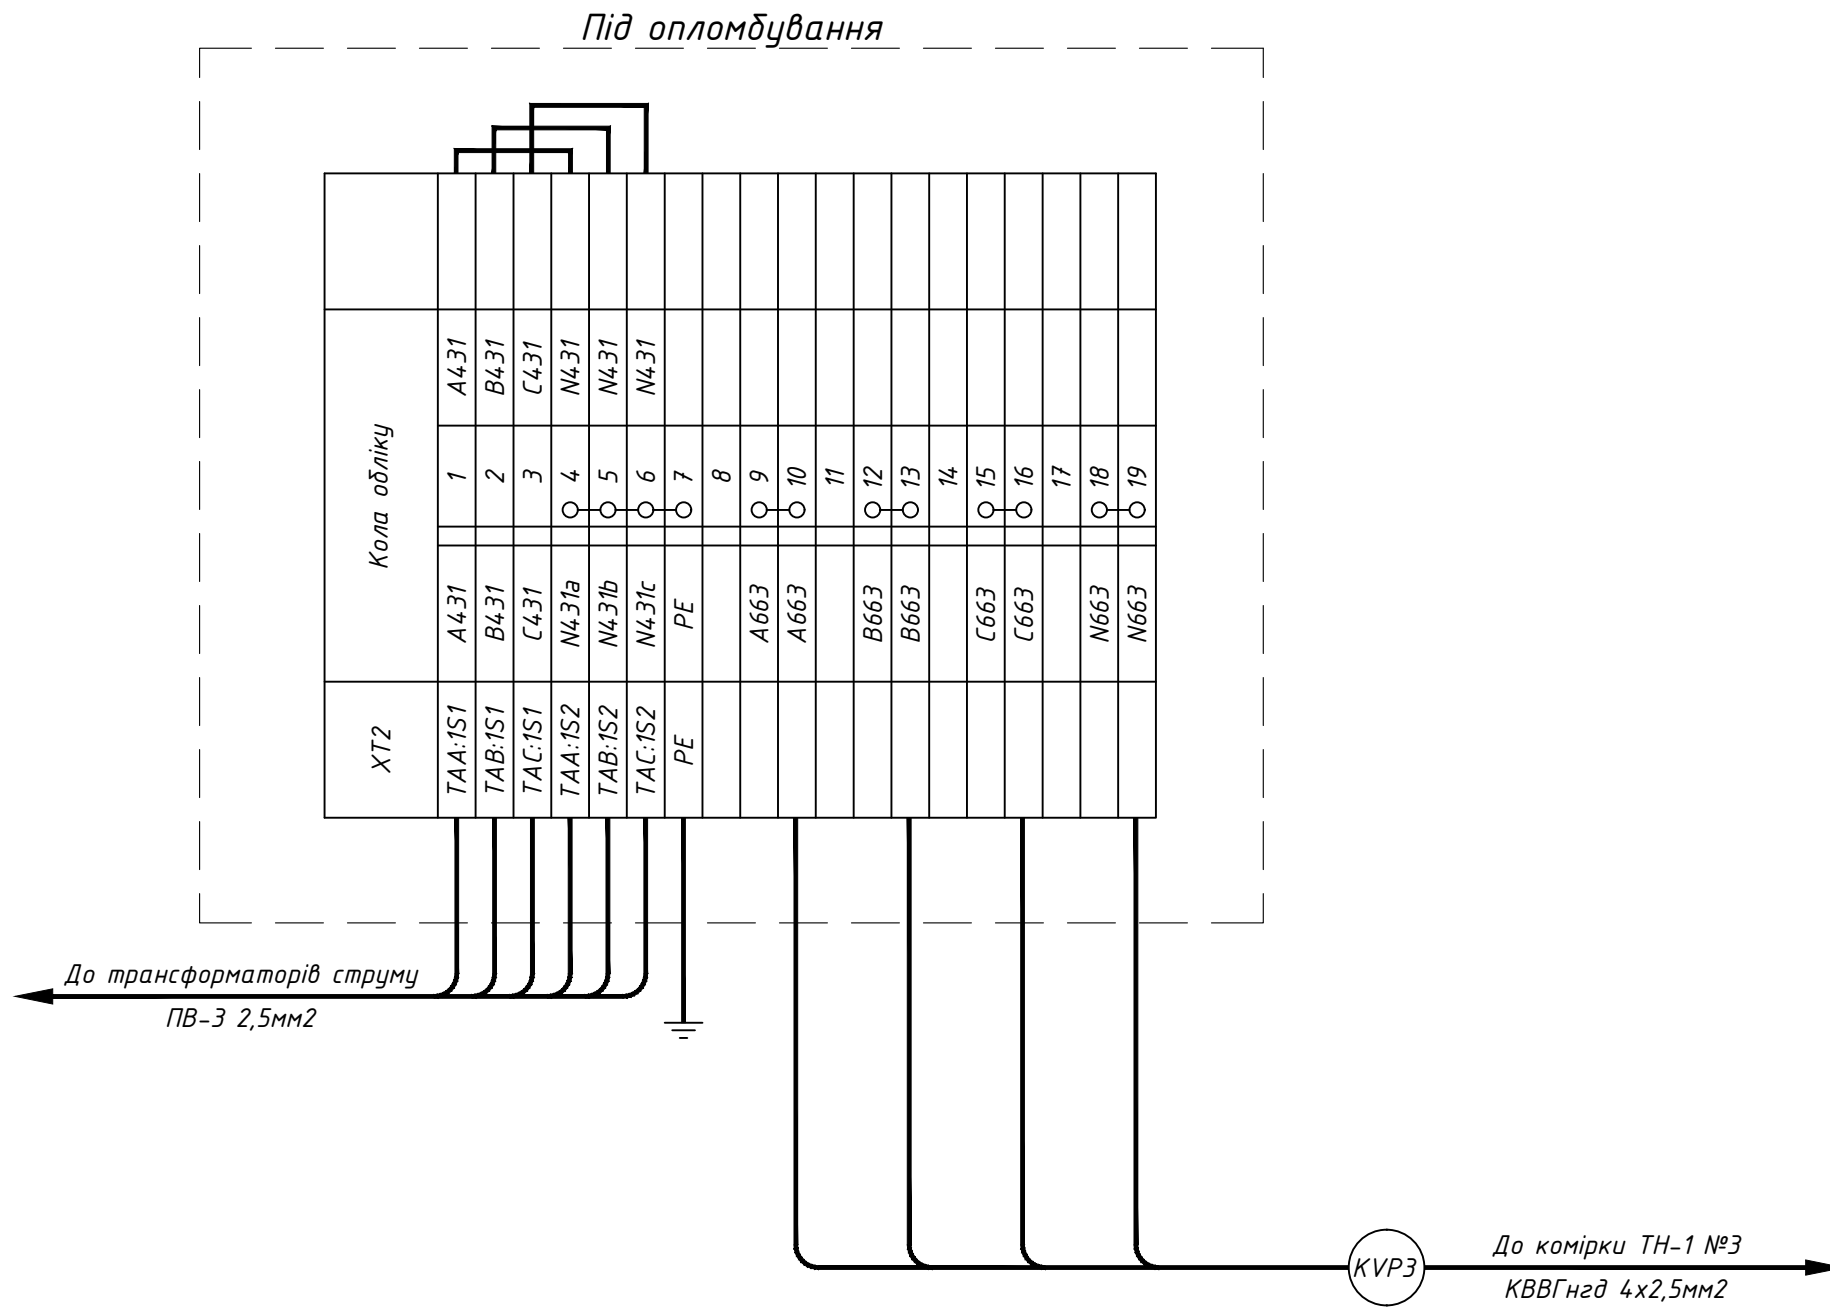 Під опломбування
Кола обліку
A431
B431
C431
N431
N431
N431
1
2
3
4
5
6
7
8
9
10
11
12
13
14
15
16
17
18
19
A431
B431
C431
N431a
N431b
N431c
PE
A663
A663
B663
B663
C663
C663
N663
N663
XT2
TAA:1S1
TAB:1S1
TAC:1S1
TAA:1S2
TAB:1S2
TAC:1S2
PE
До трансформаторів струму
ПВ-3 2,5мм2
KVP3
До комірки ТН-1 №3
КВВГнгд 4х2,5мм2